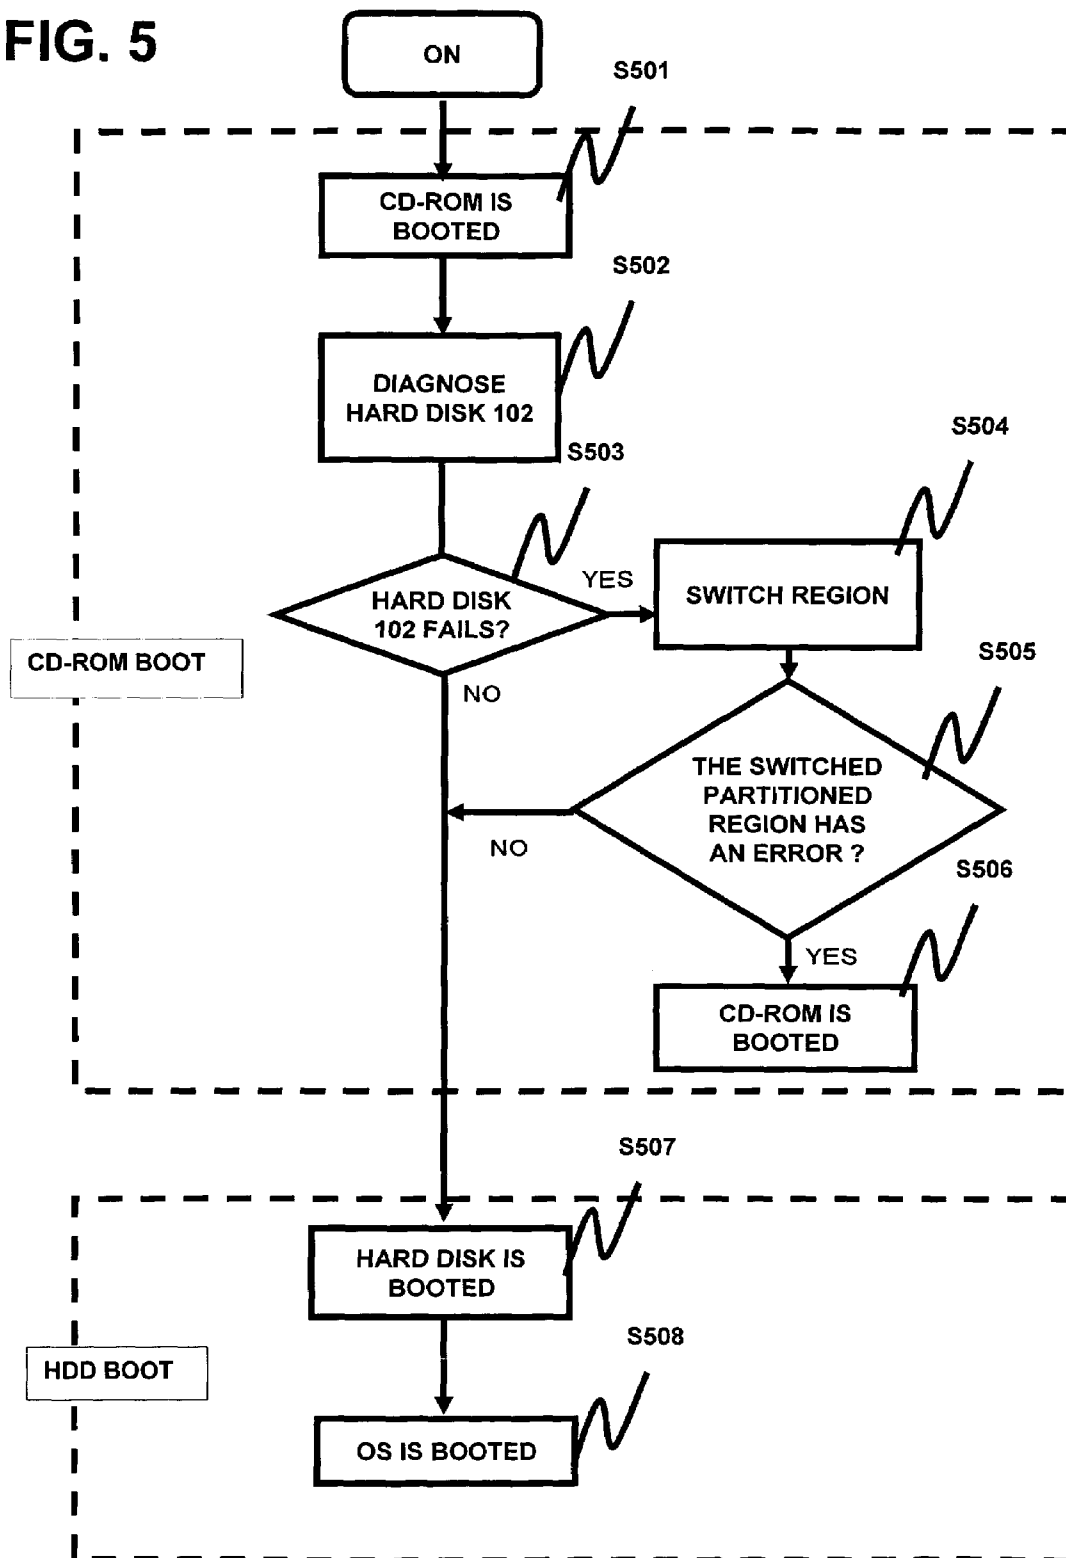 FIG. 5
ON
S501
CD-ROM IS
BOOTED
S502
DIAGNOSE
HARD DISK 102
S503
S504
HARD DISK
102 FAILS?
YES
SWITCH REGION
CD-ROM BOOT
NO
S505
THE SWITCHED
PARTITIONED
REGION HAS
AN ERROR ?
NO
S506
YES
CD-ROM IS
BOOTED
S507
HARD DISK IS
BOOTED
S508
HDD BOOT
OS IS BOOTED